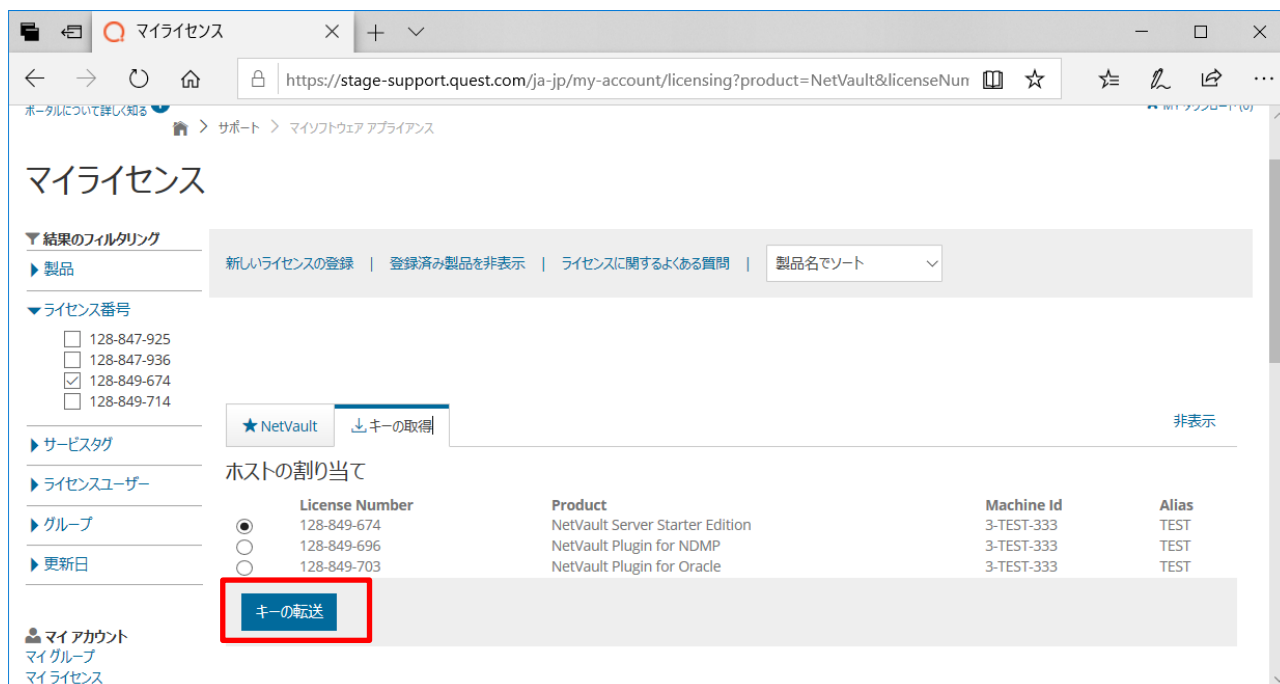 マイライセンス
https://stage-support.quest.com/ja-jp/my-account/licensing?product=NetVault&licenseNun
ポータルについて詳しく知る
サポート > マイソフトウェア アプライアンス
マイライセンス
結果のフィルタリング
製品
ライセンス番号
128-847-925
128-847-936
128-849-674
128-849-714
サービスタグ
ライセンスユーザー
グループ
更新日
マイ アカウント
マイ グループ
マイ ライセンス
新しいライセンスの登録 | 登録済み製品を非表示 | ライセンスに関するよくある質問 | 製品名でソート
NetVault キーの取得 非表示
ホストの割り当て
License Number Product Machine Id Alias
128-849-674 NetVault Server Starter Edition 3-TEST-333 TEST
128-849-696 NetVault Plugin for NDMP 3-TEST-333 TEST
128-849-703 NetVault Plugin for Oracle 3-TEST-333 TEST
キーの転送